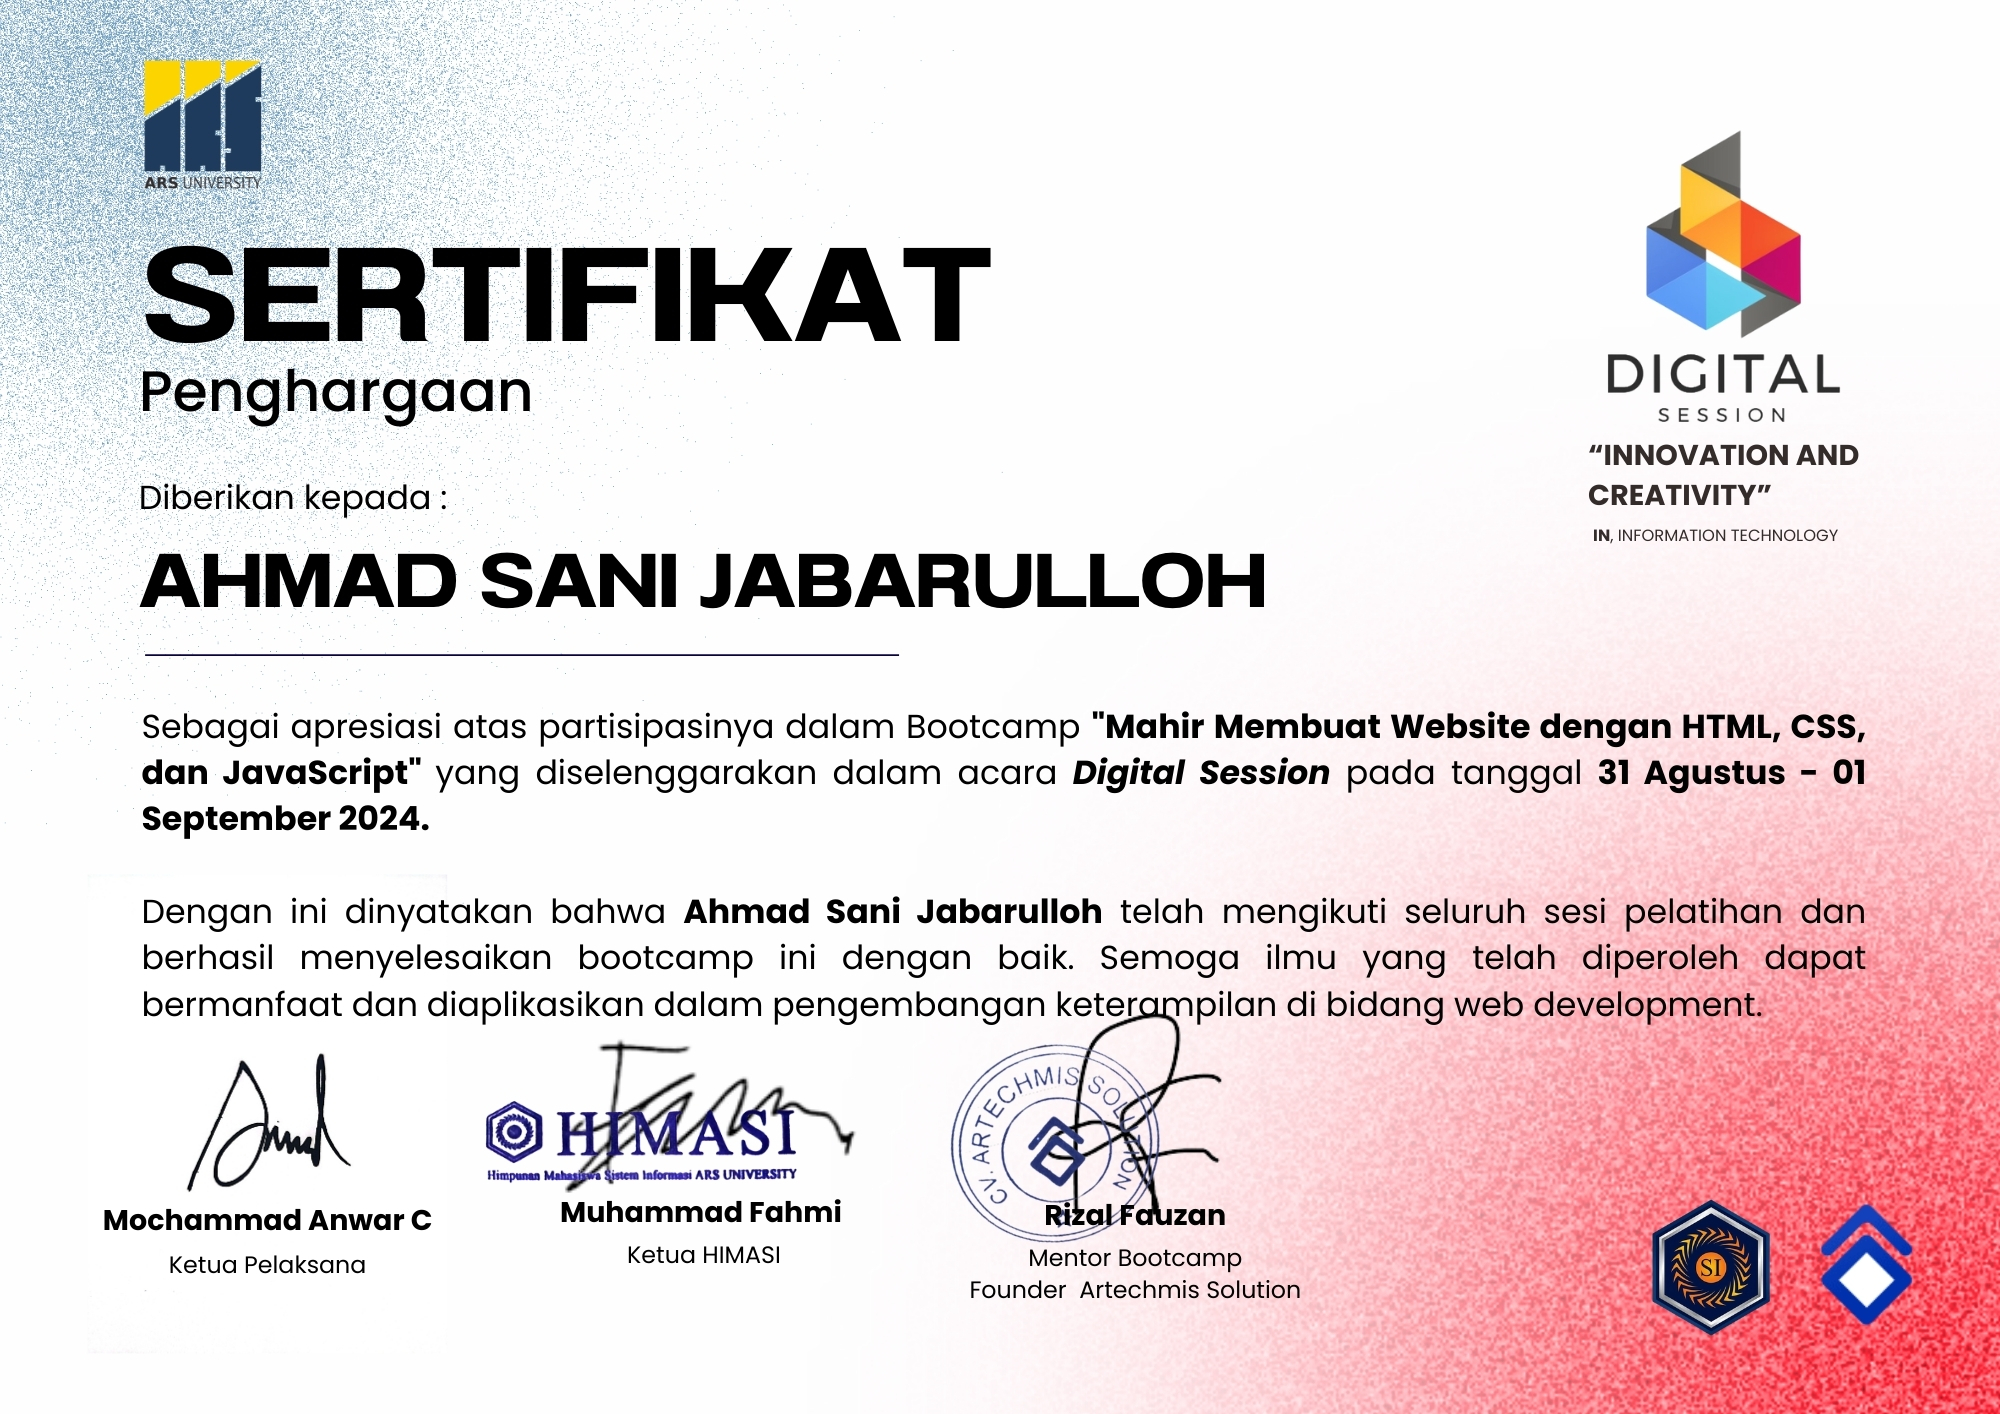 ARS UNIVERSITY
SERTIFIKAT
Penghargaan
DIGITAL
SESSION
“INNOVATION AND
CREATIVITY”
IN, INFORMATION TECHNOLOGY
Diberikan kepada :
AHMAD SANI JABARULLOH
Sebagai apresiasi atas partisipasinya dalam Bootcamp "Mahir Membuat Website dengan HTML, CSS,
dan JavaScript" yang diselenggarakan dalam acara Digital Session pada tanggal 31 Agustus - 01
September 2024.
Dengan ini dinyatakan bahwa Ahmad Sani Jabarulloh telah mengikuti seluruh sesi pelatihan dan
berhasil menyelesaikan bootcamp ini dengan baik. Semoga ilmu yang telah diperoleh dapat
bermanfaat dan diaplikasikan dalam pengembangan keterampilan di bidang web development.
HIMASI
Himpunan Mahasiswa Sistem Informasi ARS UNIVERSITY
CV. ARTECHMIS SOLUTION
Mochammad Anwar C
Ketua Pelaksana
Muhammad Fahmi
Ketua HIMASI
Rizal Fauzan
Mentor Bootcamp
Founder  Artechmis Solution
SI